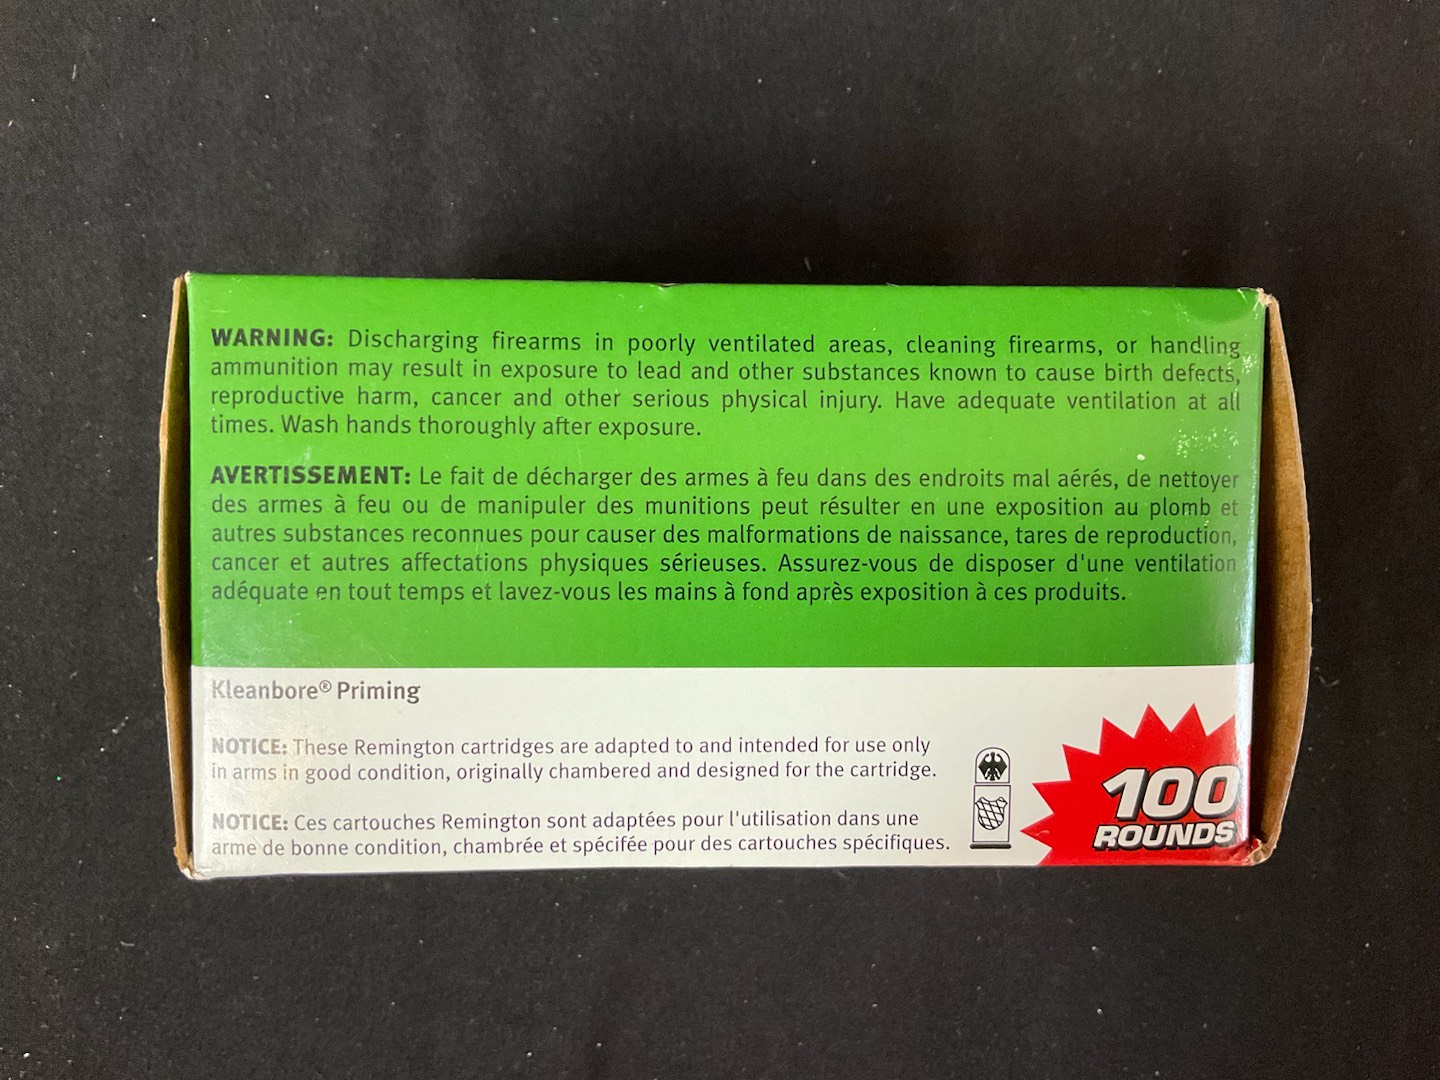 WARNING: Discharging firearms in poorly ventilated areas, cleaning firearms, or handling
ammunition may result in exposure to lead and other substances known to cause birth defects,
reproductive harm, cancer and other serious physical injury. Have adequate ventilation at all
times. Wash hands thoroughly after exposure.
AVERTISSEMENT: Le fait de décharger des armes à feu dans des endroits mal aérés, de nettoyer
des armes à feu ou de manipuler des munitions peut résulter en une exposition au plomb et
autres substances reconnues pour causer des malformations de naissance, tares de reproduction,
cancer et autres affectations physiques sérieuses. Assurez-vous de disposer d'une ventilation
adéquate en tout temps et lavez-vous les mains à fond après exposition à ces produits.
Kleanbore® Priming
NOTICE: These Remington cartridges are adapted to and intended for use only
in arms in good condition, originally chambered and designed for the cartridge.
NOTICE: Ces cartouches Remington sont adaptées pour l'utilisation dans une
arme de bonne condition, chambrée et spécifée pour des cartouches spécifiques.
100
ROUNDS